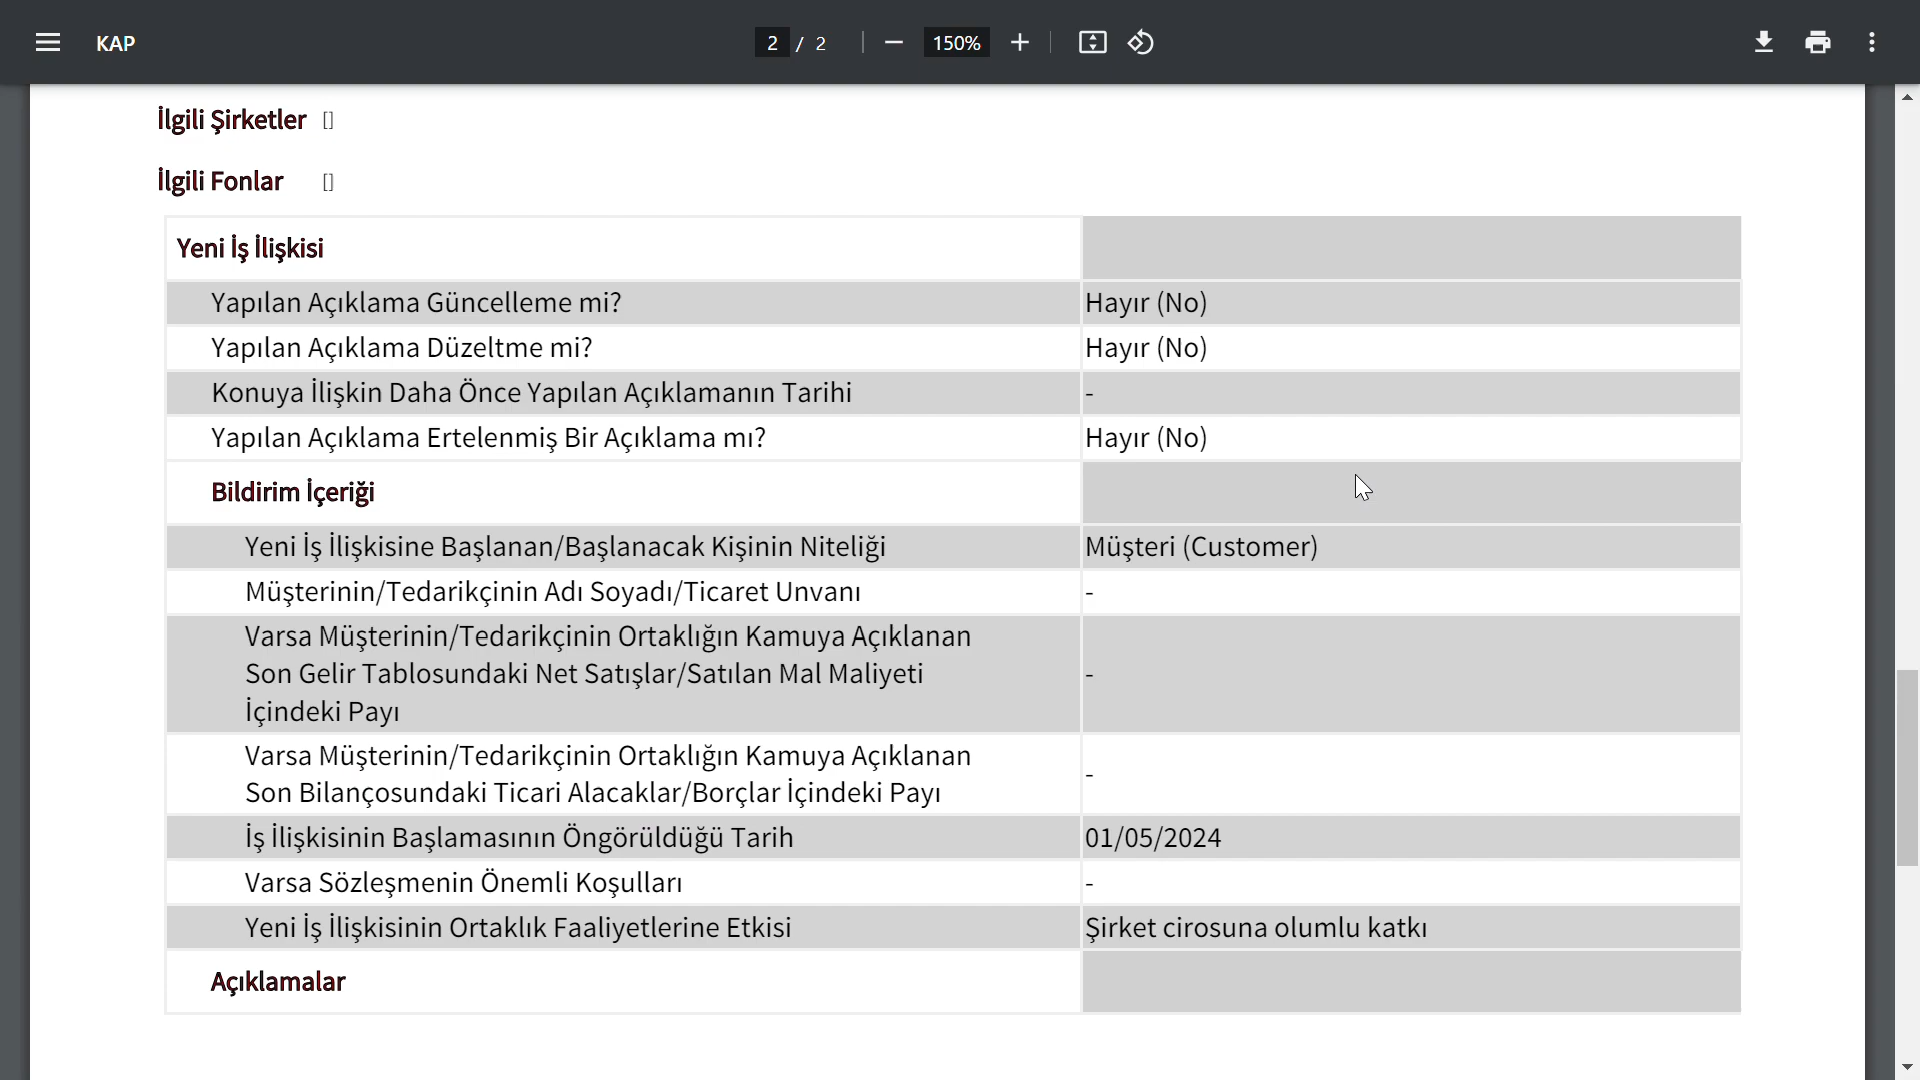 KAP
2 / 2
150%
İlgili Şirketler []
İlgili Fonlar []
Yeni İş İlişkisi
Yapılan Açıklama Güncelleme mi? Hayır (No)
Yapılan Açıklama Düzeltme mi? Hayır (No)
Konuya İlişkin Daha Önce Yapılan Açıklamanın Tarihi -
Yapılan Açıklama Ertelenmiş Bir Açıklama mı? Hayır (No)
Bildirim İçeriği
Yeni İş İlişkisine Başlanan/Başlanacak Kişinin Niteliği Müşteri (Customer)
Müşterinin/Tedarikçinin Adı Soyadı/Ticaret Unvanı -
Varsa Müşterinin/Tedarikçinin Ortaklığın Kamuya Açıklanan
Son Gelir Tablosundaki Net Satışlar/Satılan Mal Maliyeti -
İçindeki Payı
Varsa Müşterinin/Tedarikçinin Ortaklığın Kamuya Açıklanan
Son Bilançosundaki Ticari Alacaklar/Borçlar İçindeki Payı -
İş İlişkisinin Başlamasının Öngörüldüğü Tarih 01/05/2024
Varsa Sözleşmenin Önemli Koşulları -
Yeni İş İlişkisinin Ortaklık Faaliyetlerine Etkisi Şirket cirosuna olumlu katkı
Açıklamalar